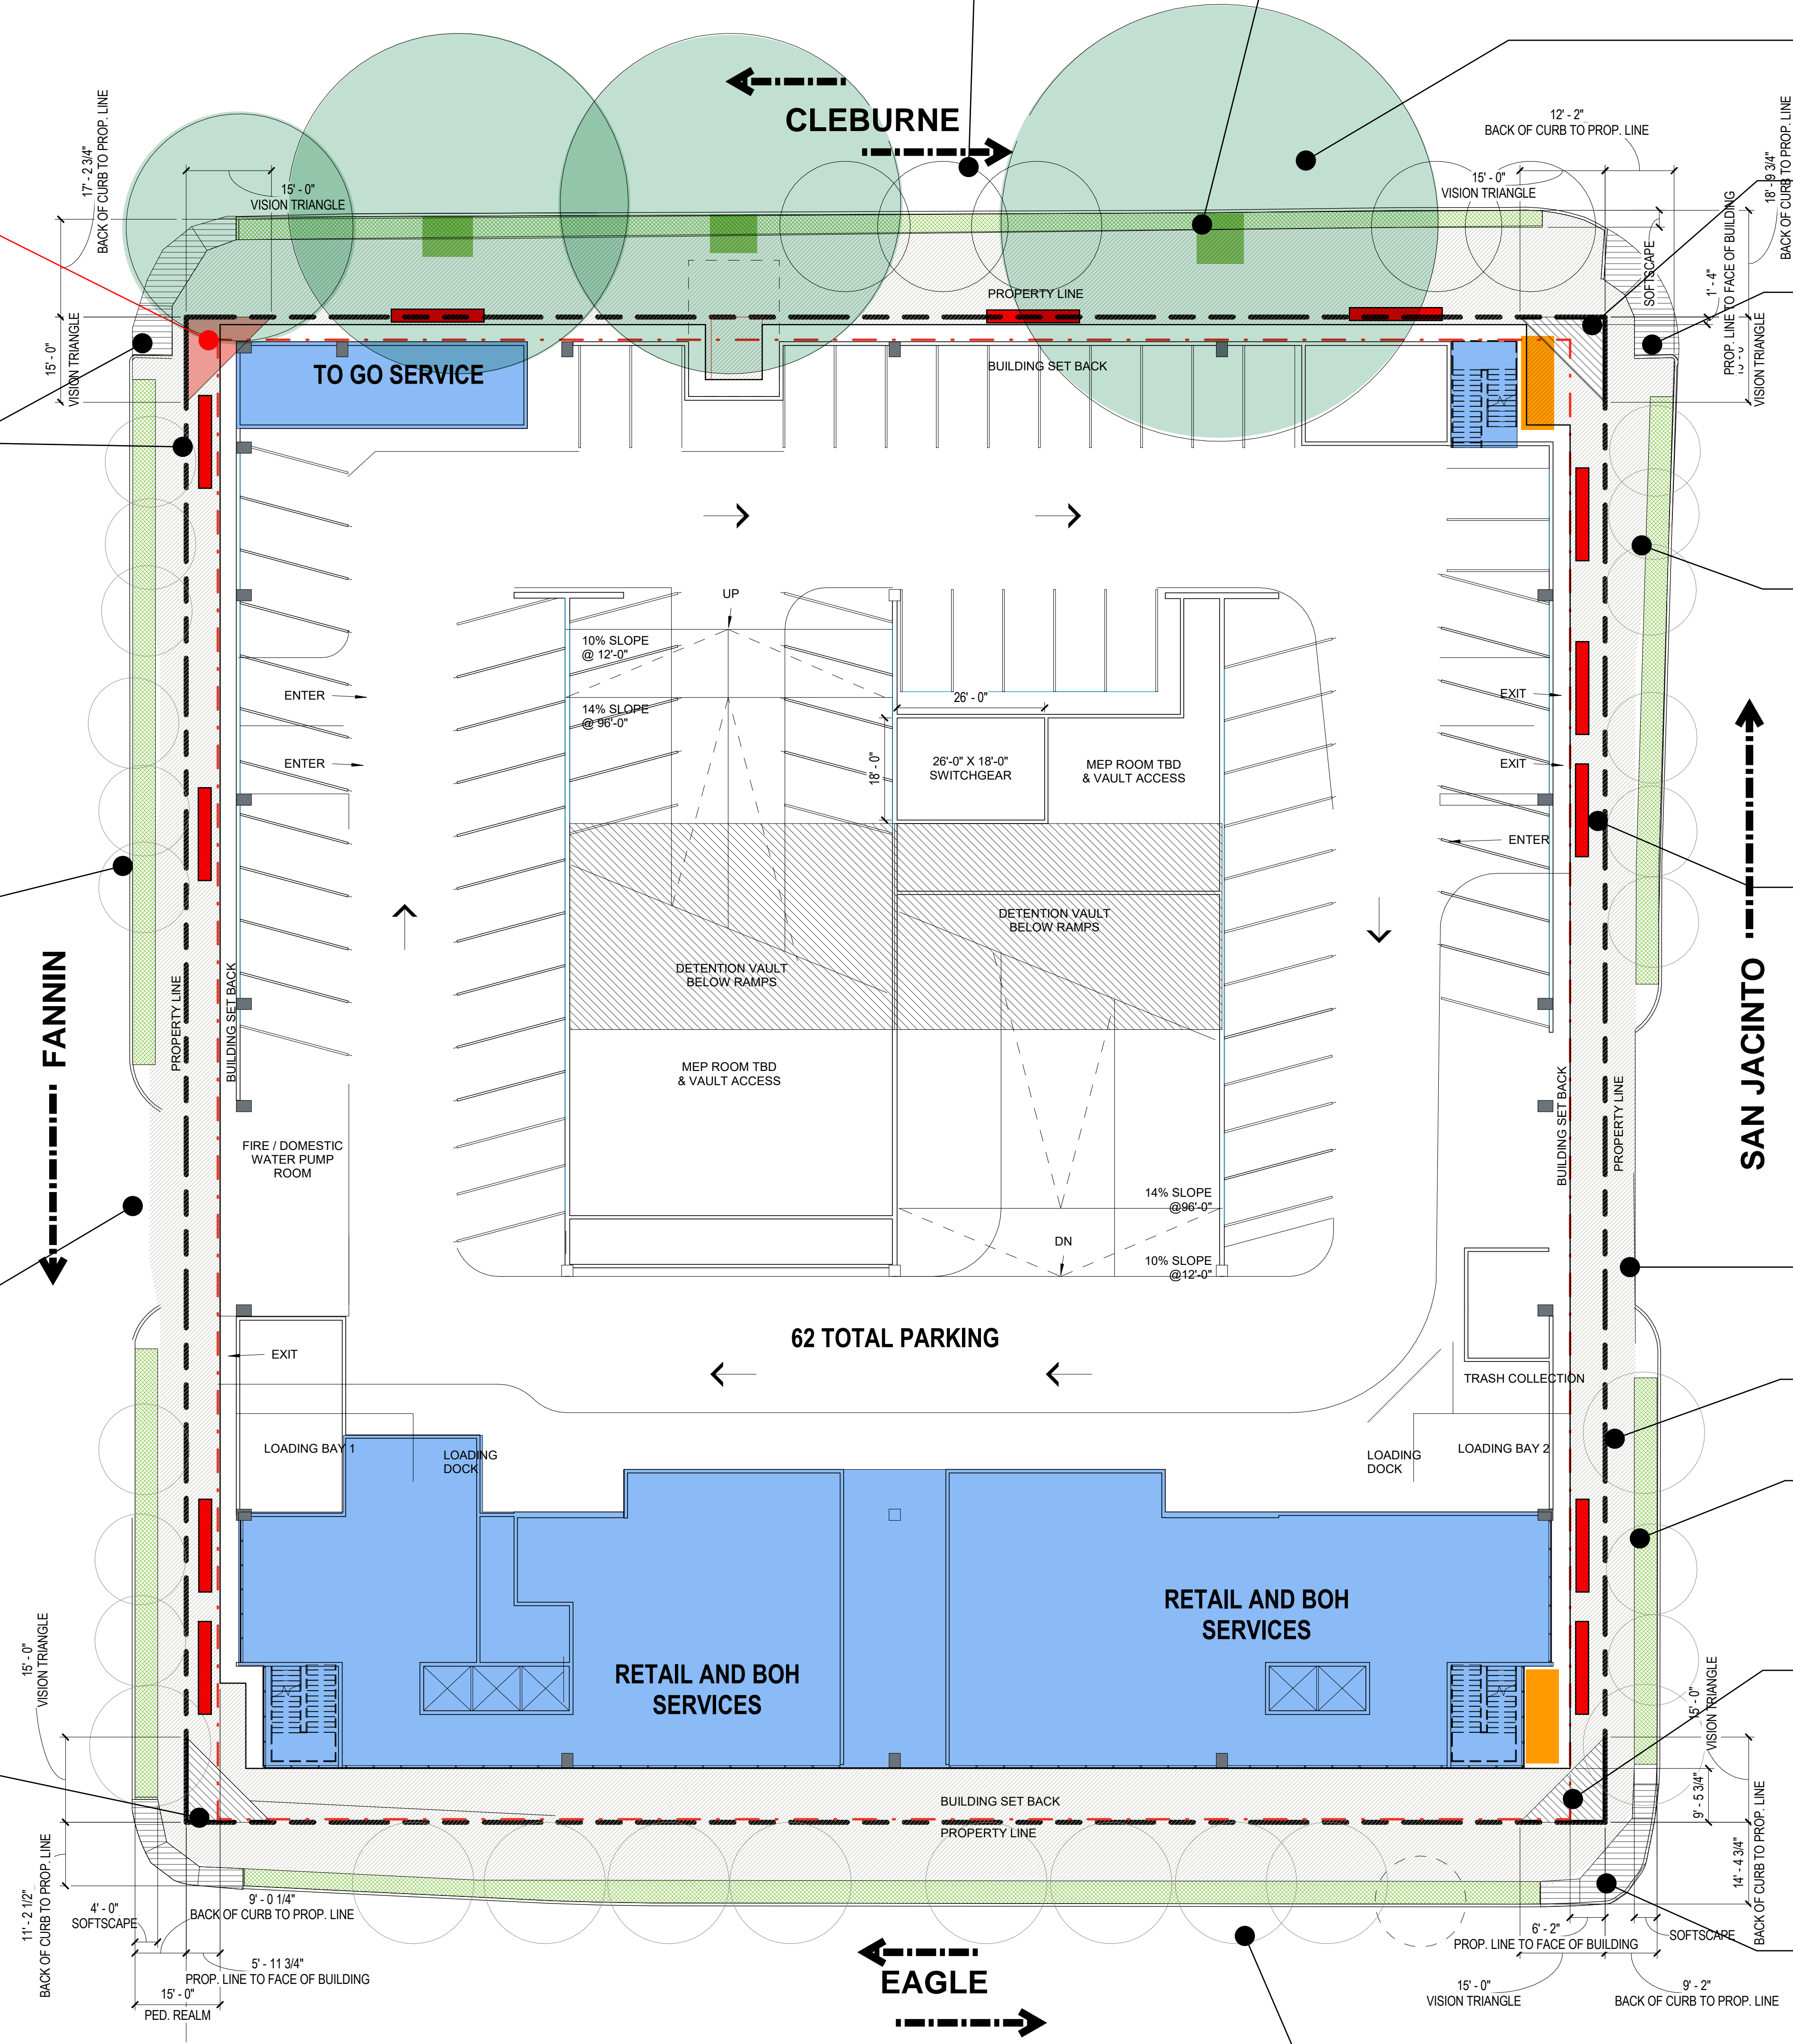 CLEBURNE
17' - 2 3/4"
BACK OF CURB TO PROP. LINE
15' - 0"
VISION TRIANGLE
15' - 0"
VISION TRIANGLE
12' - 2"
BACK OF CURB TO PROP. LINE
15' - 0"
VISION TRIANGLE
18' - 9 3/4"
BACK OF CURB TO PROP. LINE
SOFTSCAPE
1' - 4"
PROP. LINE TO FACE OF BUILDING
VISION TRIANGLE
PROPERTY LINE
BUILDING SET BACK
TO GO SERVICE
UP
10% SLOPE
@ 12'-0"
14% SLOPE
@ 96'-0"
ENTER
ENTER
26' - 0"
18' - 0"
26'-0" X 18'-0"
SWITCHGEAR
MEP ROOM TBD
& VAULT ACCESS
EXIT
EXIT
ENTER
DETENTION VAULT
BELOW RAMPS
DETENTION VAULT
BELOW RAMPS
FANNIN
PROPERTY LINE
BUILDING SET BACK
MEP ROOM TBD
& VAULT ACCESS
BUILDING SET BACK
PROPERTY LINE
SAN JACINTO
FIRE / DOMESTIC
WATER PUMP
ROOM
14% SLOPE
@96'-0"
DN
10% SLOPE
@12'-0"
62 TOTAL PARKING
EXIT
TRASH COLLECTION
LOADING BAY 1
LOADING
DOCK
LOADING
DOCK
LOADING BAY 2
RETAIL AND BOH
SERVICES
RETAIL AND BOH
SERVICES
15' - 0"
VISION TRIANGLE
15' - 0"
VISION TRIANGLE
9' - 5 3/4"
14' - 4 3/4"
BACK OF CURB TO PROP. LINE
BUILDING SET BACK
PROPERTY LINE
11' - 2 1/2"
BACK OF CURB TO PROP. LINE
4' - 0"
SOFTSCAPE
9' - 0 1/4"
BACK OF CURB TO PROP. LINE
5' - 11 3/4"
PROP. LINE TO FACE OF BUILDING
15' - 0"
PED. REALM
EAGLE
6' - 2"
PROP. LINE TO FACE OF BUILDING
SOFTSCAPE
15' - 0"
VISION TRIANGLE
9' - 2"
BACK OF CURB TO PROP. LINE